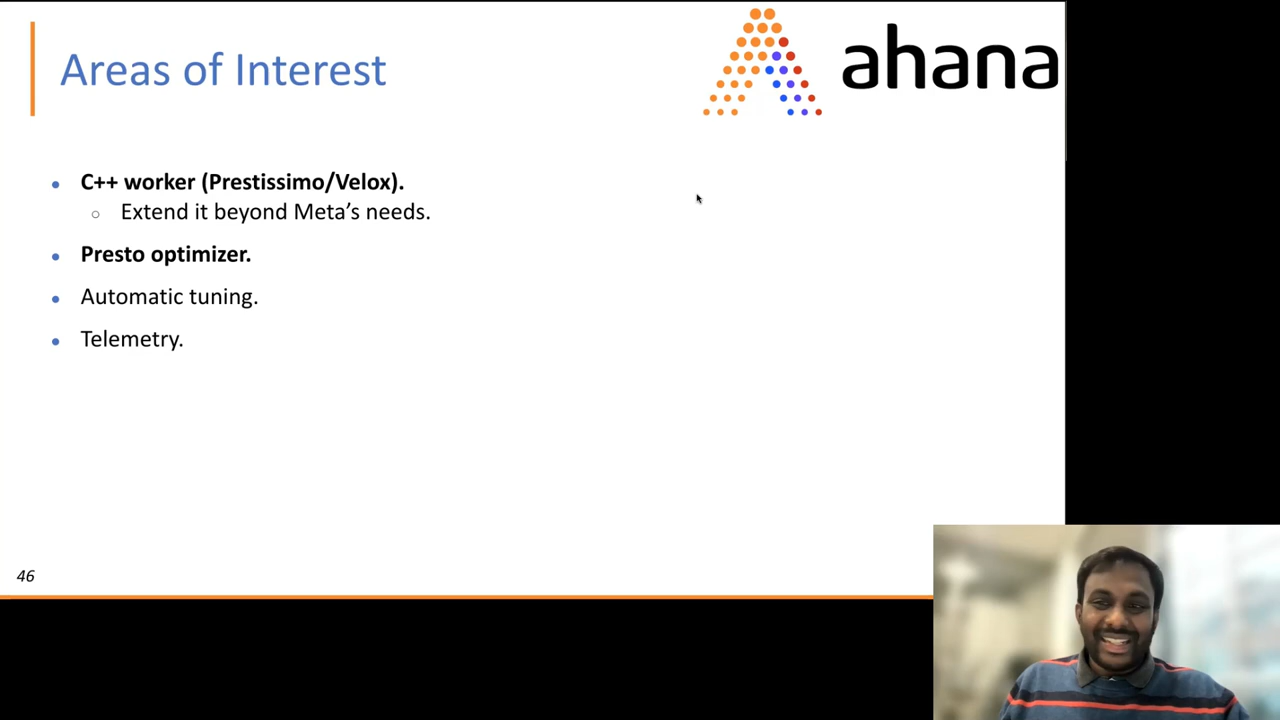 Areas of Interest
ahana
• C++ worker (Prestissimo/Velox).
○ Extend it beyond Meta’s needs.
• Presto optimizer.
• Automatic tuning.
• Telemetry.
46